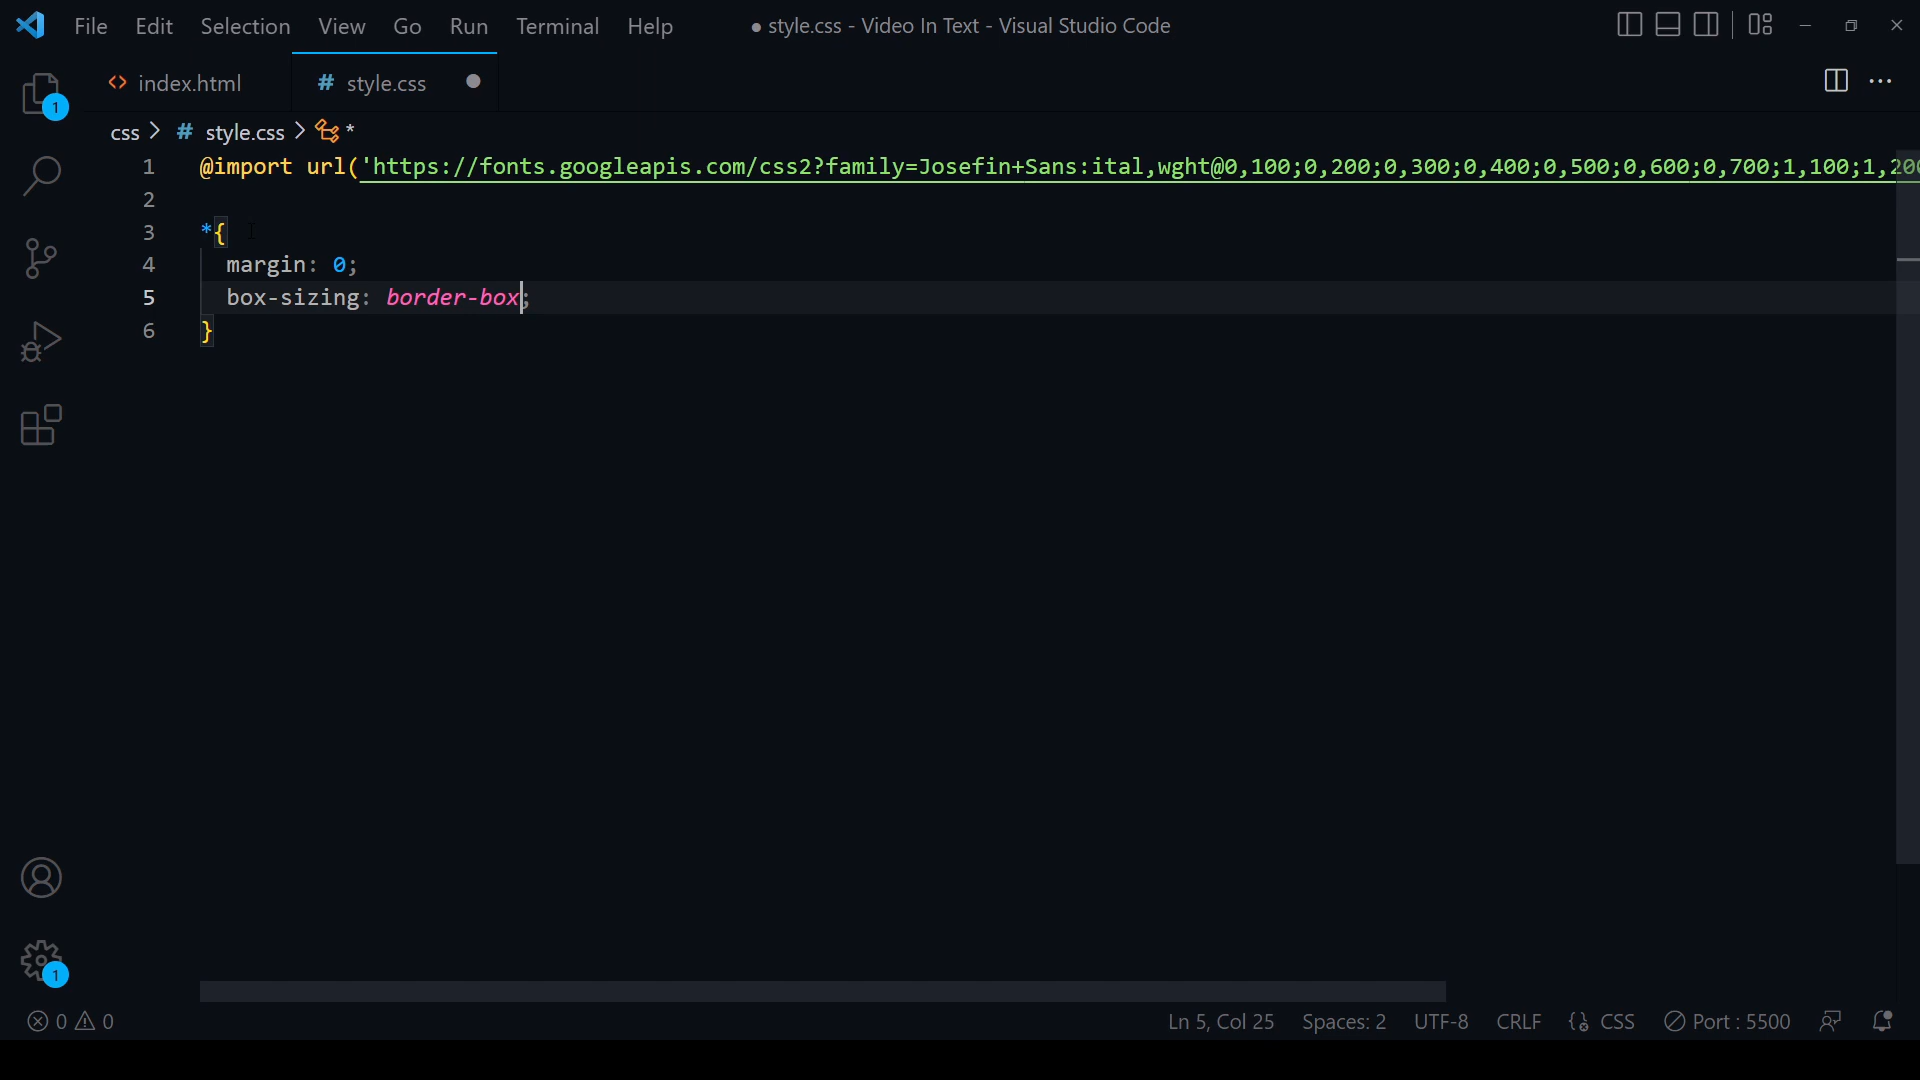 File Edit Selection View Go Run Terminal Help ● style.css - Video In Text - Visual Studio Code
<> index.html # style.css ●
css > # style.css > *
1 @import url('https://fonts.googleapis.com/css2?family=Josefin+Sans:ital,wght@0,100;0,200;0,300;0,400;0,500;0,600;0,700;1,100;1,200
2
3 *{
4 margin: 0;
5 box-sizing: border-box;
6 }
1
1
0 0 Ln 5, Col 25 Spaces: 2 UTF-8 CRLF {} CSS Port : 5500